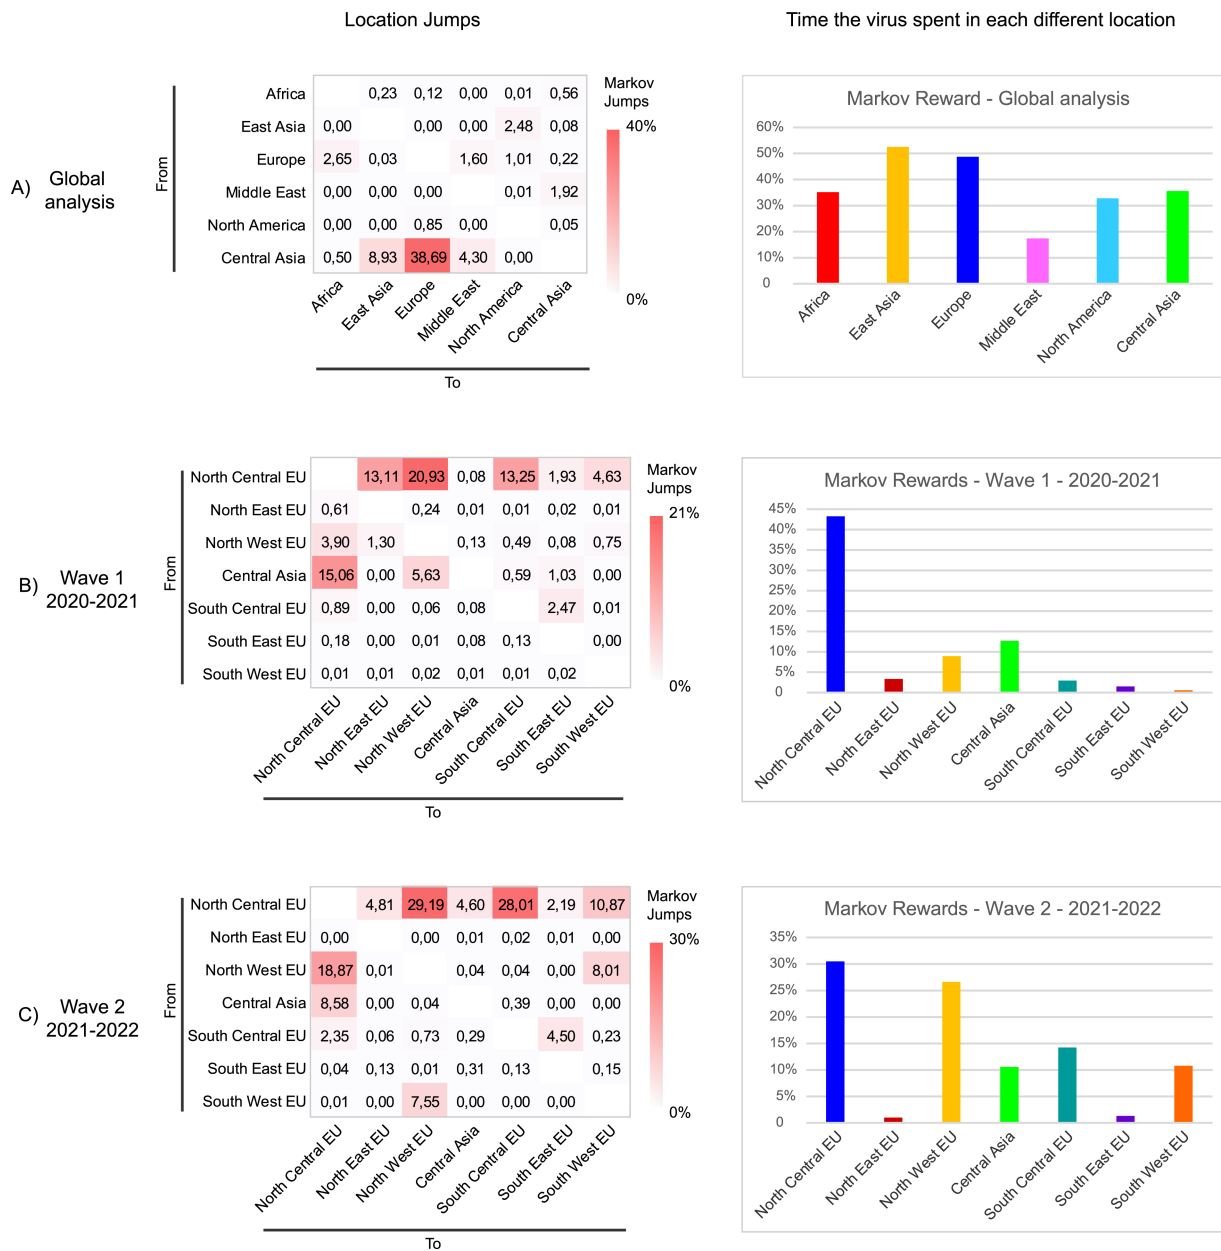 Location Jumps
Time the virus spent in each different location
A) Global analysis
From
Africa 0,23 0,12 0,00 0,01 0,56
East Asia 0,00 0,00 0,00 2,48 0,08
Europe 2,65 0,03 1,60 1,01 0,22
Middle East 0,00 0,00 0,00 0,01 1,92
North America 0,00 0,00 0,85 0,00 0,05
Central Asia 0,50 8,93 38,69 4,30 0,00
Africa East Asia Europe Middle East North America Central Asia
To
Markov
Jumps
40%
0%
Markov Reward - Global analysis
60%
50%
40%
30%
20%
10%
0
Africa East Asia Europe Middle East North America Central Asia
B) Wave 1
2020-2021
From
North Central EU 13,11 20,93 0,08 13,25 1,93 4,63
North East EU 0,61 0,24 0,01 0,01 0,02 0,01
North West EU 3,90 1,30 0,13 0,49 0,08 0,75
Central Asia 15,06 0,00 5,63 0,59 1,03 0,00
South Central EU 0,89 0,00 0,06 0,08 2,47 0,01
South East EU 0,18 0,00 0,01 0,08 0,13 0,00
South West EU 0,01 0,01 0,02 0,01 0,01 0,02
North Central EU North East EU North West EU Central Asia South Central EU South East EU South West EU
To
Markov
Jumps
21%
0%
Markov Rewards - Wave 1 - 2020-2021
45%
40%
35%
30%
25%
20%
15%
10%
5%
0
North Central EU North East EU North West EU Central Asia South Central EU South East EU South West EU
C) Wave 2
2021-2022
From
North Central EU 4,81 29,19 4,60 28,01 2,19 10,87
North East EU 0,00 0,00 0,01 0,02 0,01 0,00
North West EU 18,87 0,01 0,04 0,04 0,00 8,01
Central Asia 8,58 0,00 0,04 0,39 0,00 0,00
South Central EU 2,35 0,06 0,73 0,29 4,50 0,23
South East EU 0,04 0,13 0,01 0,31 0,13 0,15
South West EU 0,01 0,00 7,55 0,00 0,00 0,00
North Central EU North East EU North West EU Central Asia South Central EU South East EU South West EU
To
Markov
Jumps
30%
0%
Markov Rewards - Wave 2 - 2021-2022
35%
30%
25%
20%
15%
10%
5%
0
North Central EU North East EU North West EU Central Asia South Central EU South East EU South West EU